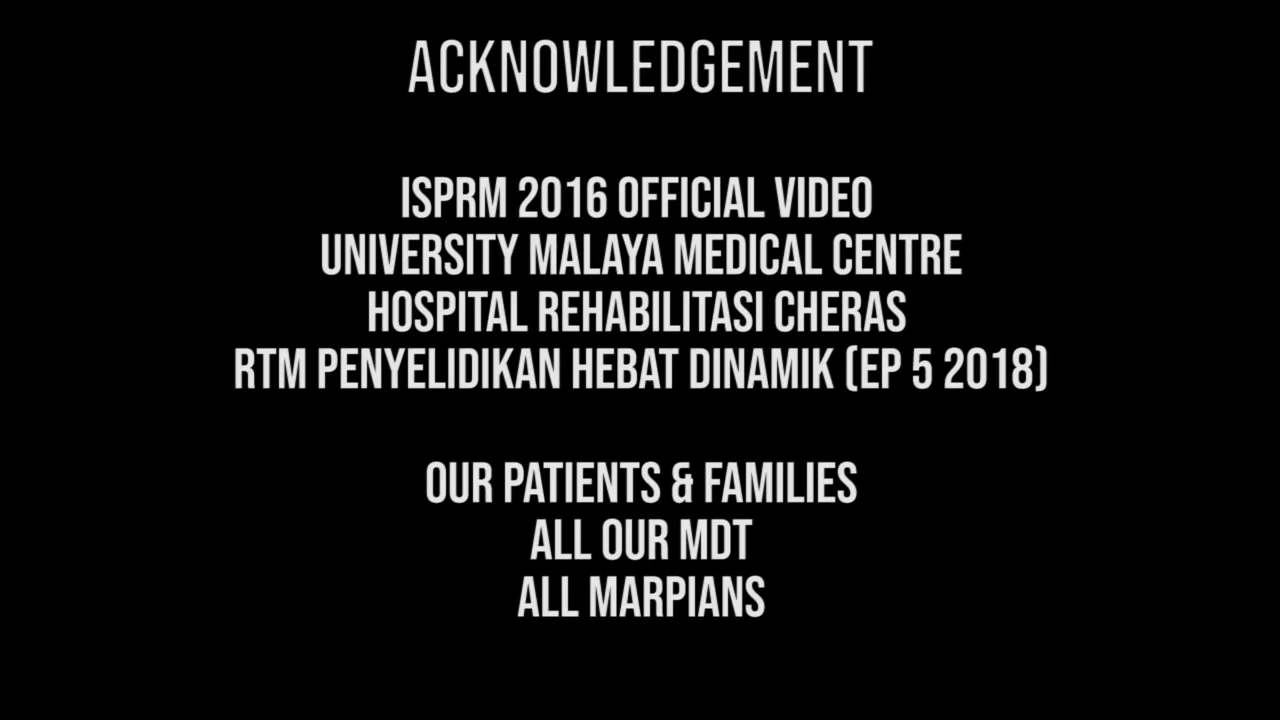 ACKNOWLEDGEMENT
ISPRM 2016 OFFICIAL VIDEO
UNIVERSITY MALAYA MEDICAL CENTRE
HOSPITAL REHABILITASI CHERAS
RTM PENYELIDIKAN HEBAT DINAMIK (EP 5 2018)
OUR PATIENTS & FAMILIES
ALL OUR MDT
ALL MARPIANS